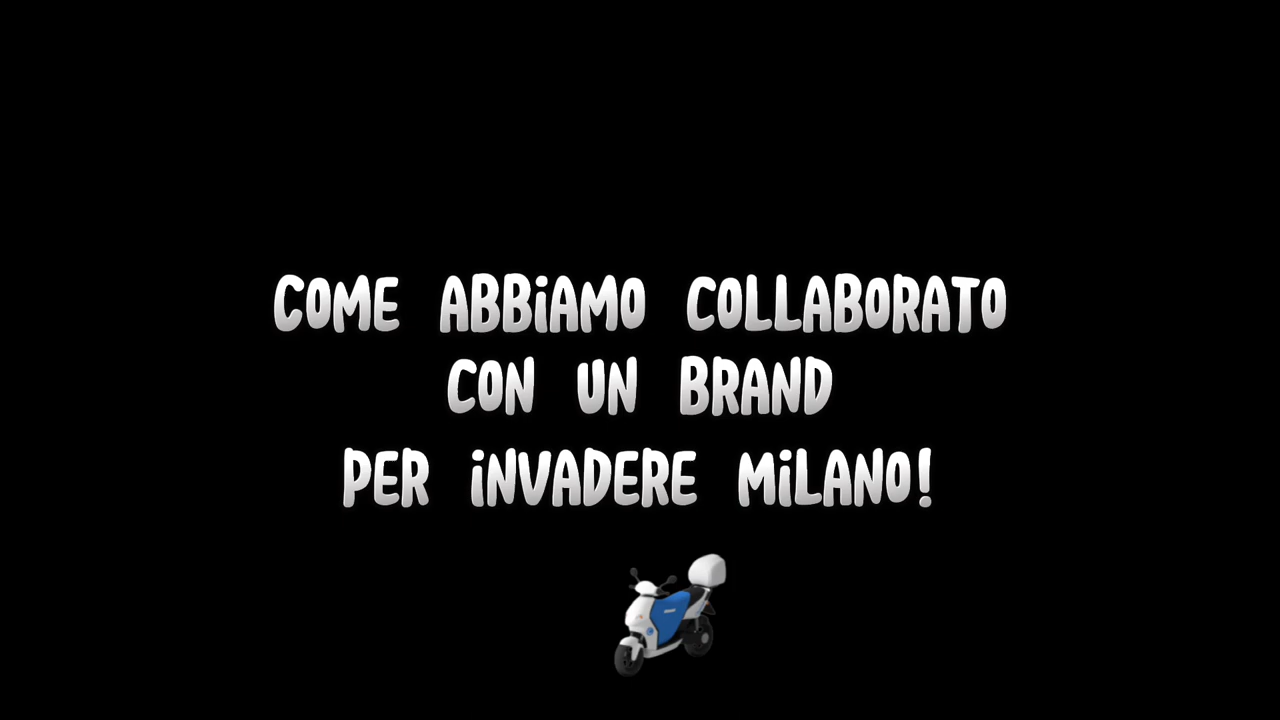 COME ABBiAMO COLLABORATO
CON UN BRAND
PER iNVADERE MiLANO!